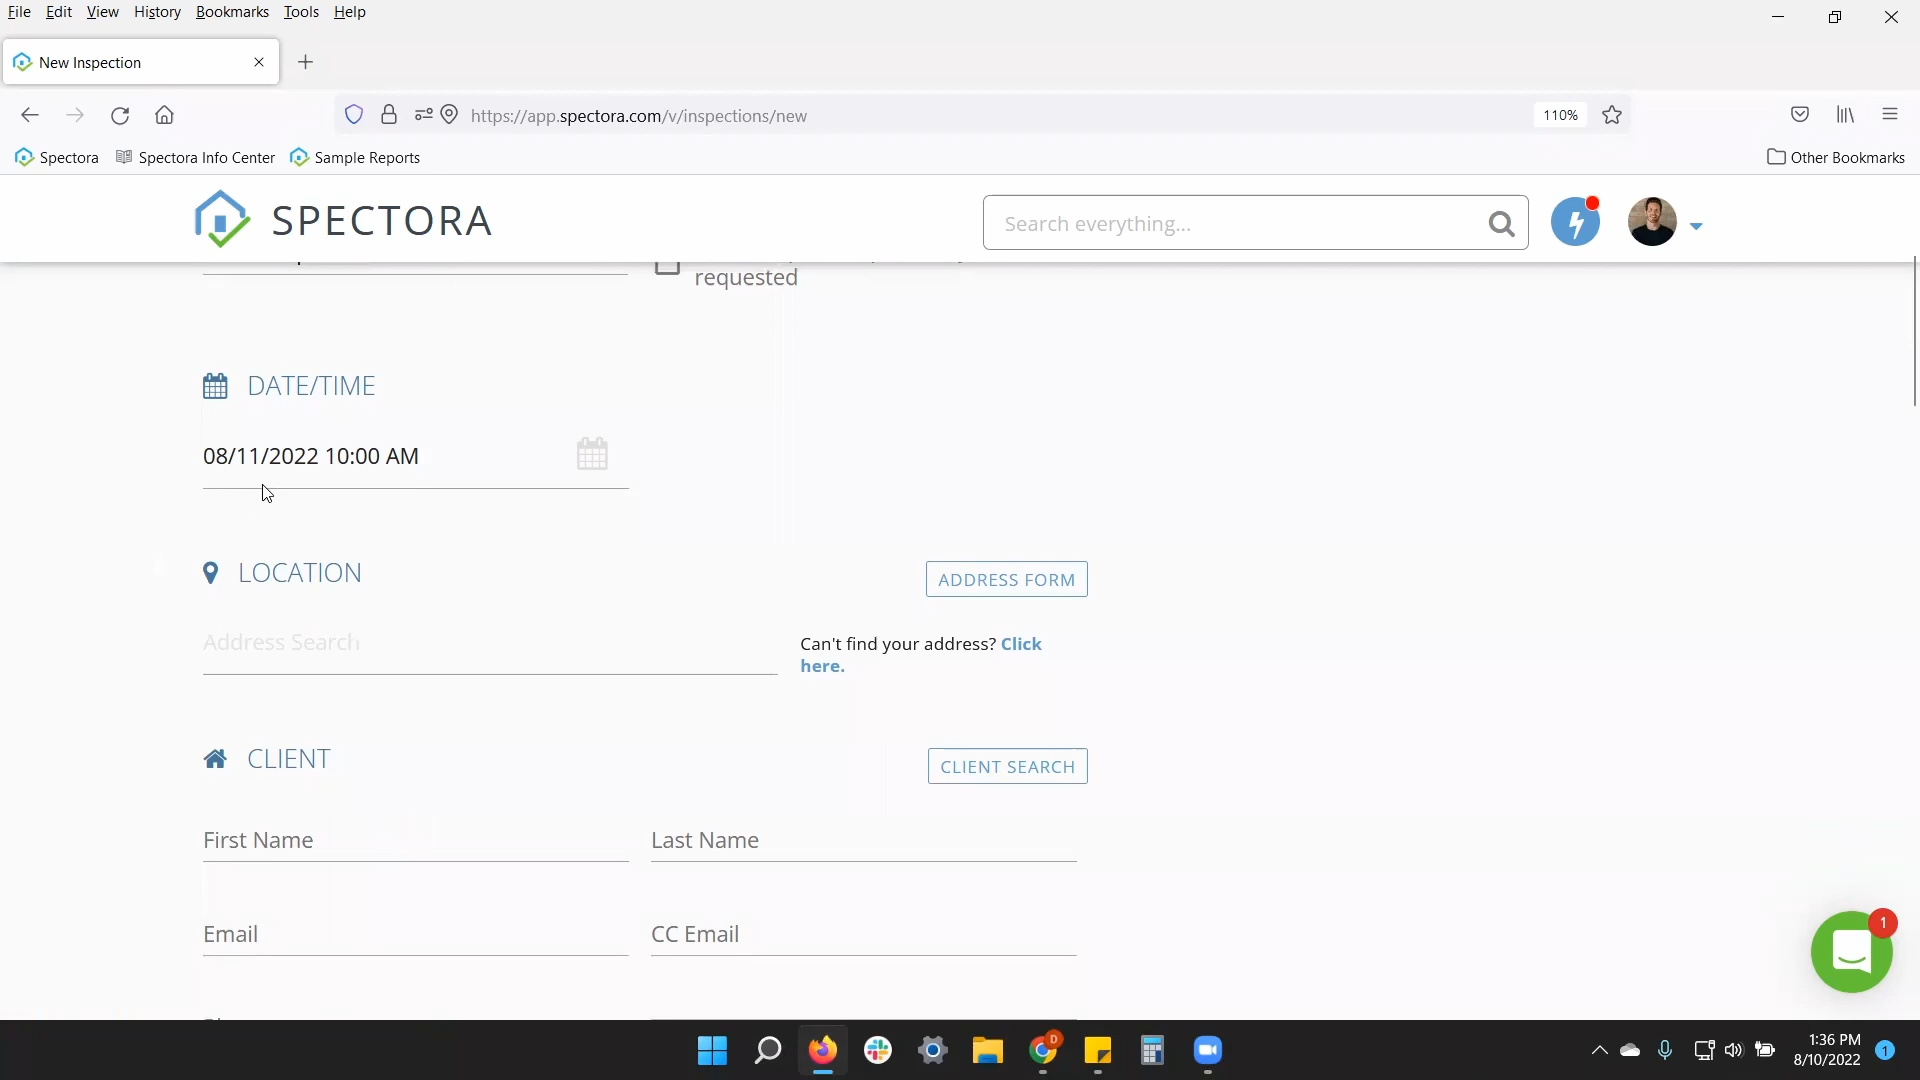 File Edit View History Bookmarks Tools Help
New Inspection
https://app.spectora.com/v/inspections/new
110%
Spectora
Spectora Info Center
Sample Reports
Other Bookmarks
SPECTORA
Search everything...
requested
DATE/TIME
08/11/2022 10:00 AM
LOCATION
ADDRESS FORM
Address Search
Can't find your address? Click
here.
CLIENT
CLIENT SEARCH
First Name
Last Name
Email
CC Email
1
D
1:36 PM
8/10/2022
1